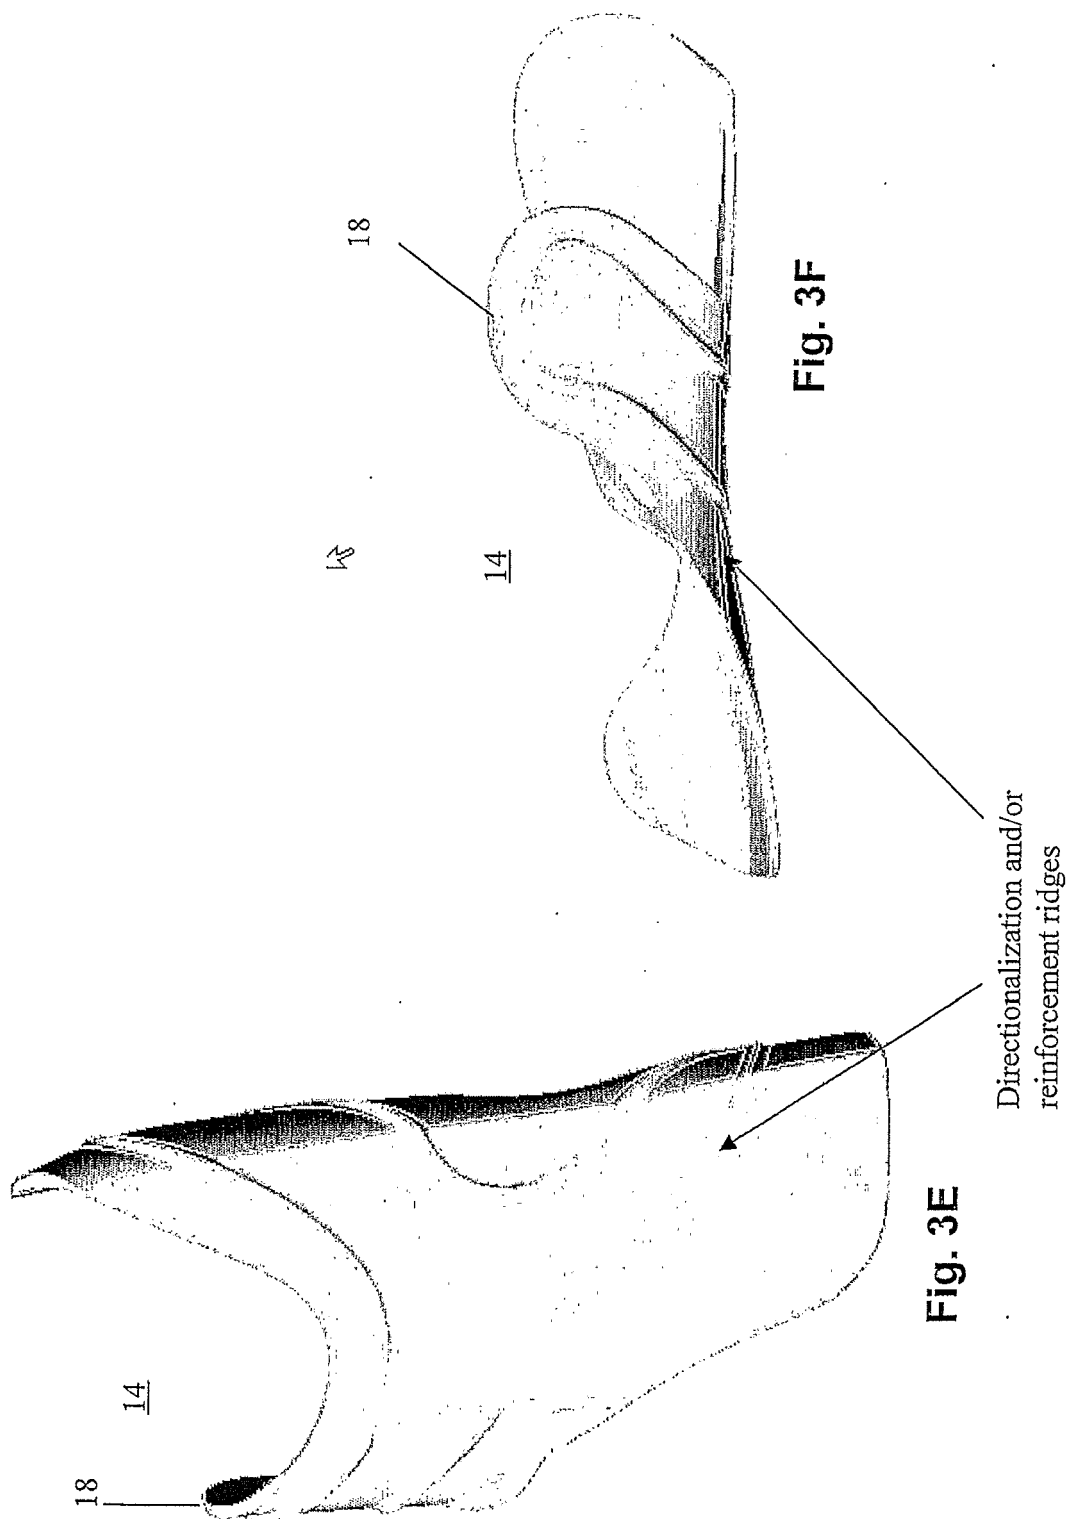 18
14
Fig. 3E
Directionalization and/or
reinforcement ridges
14
18
Fig. 3F